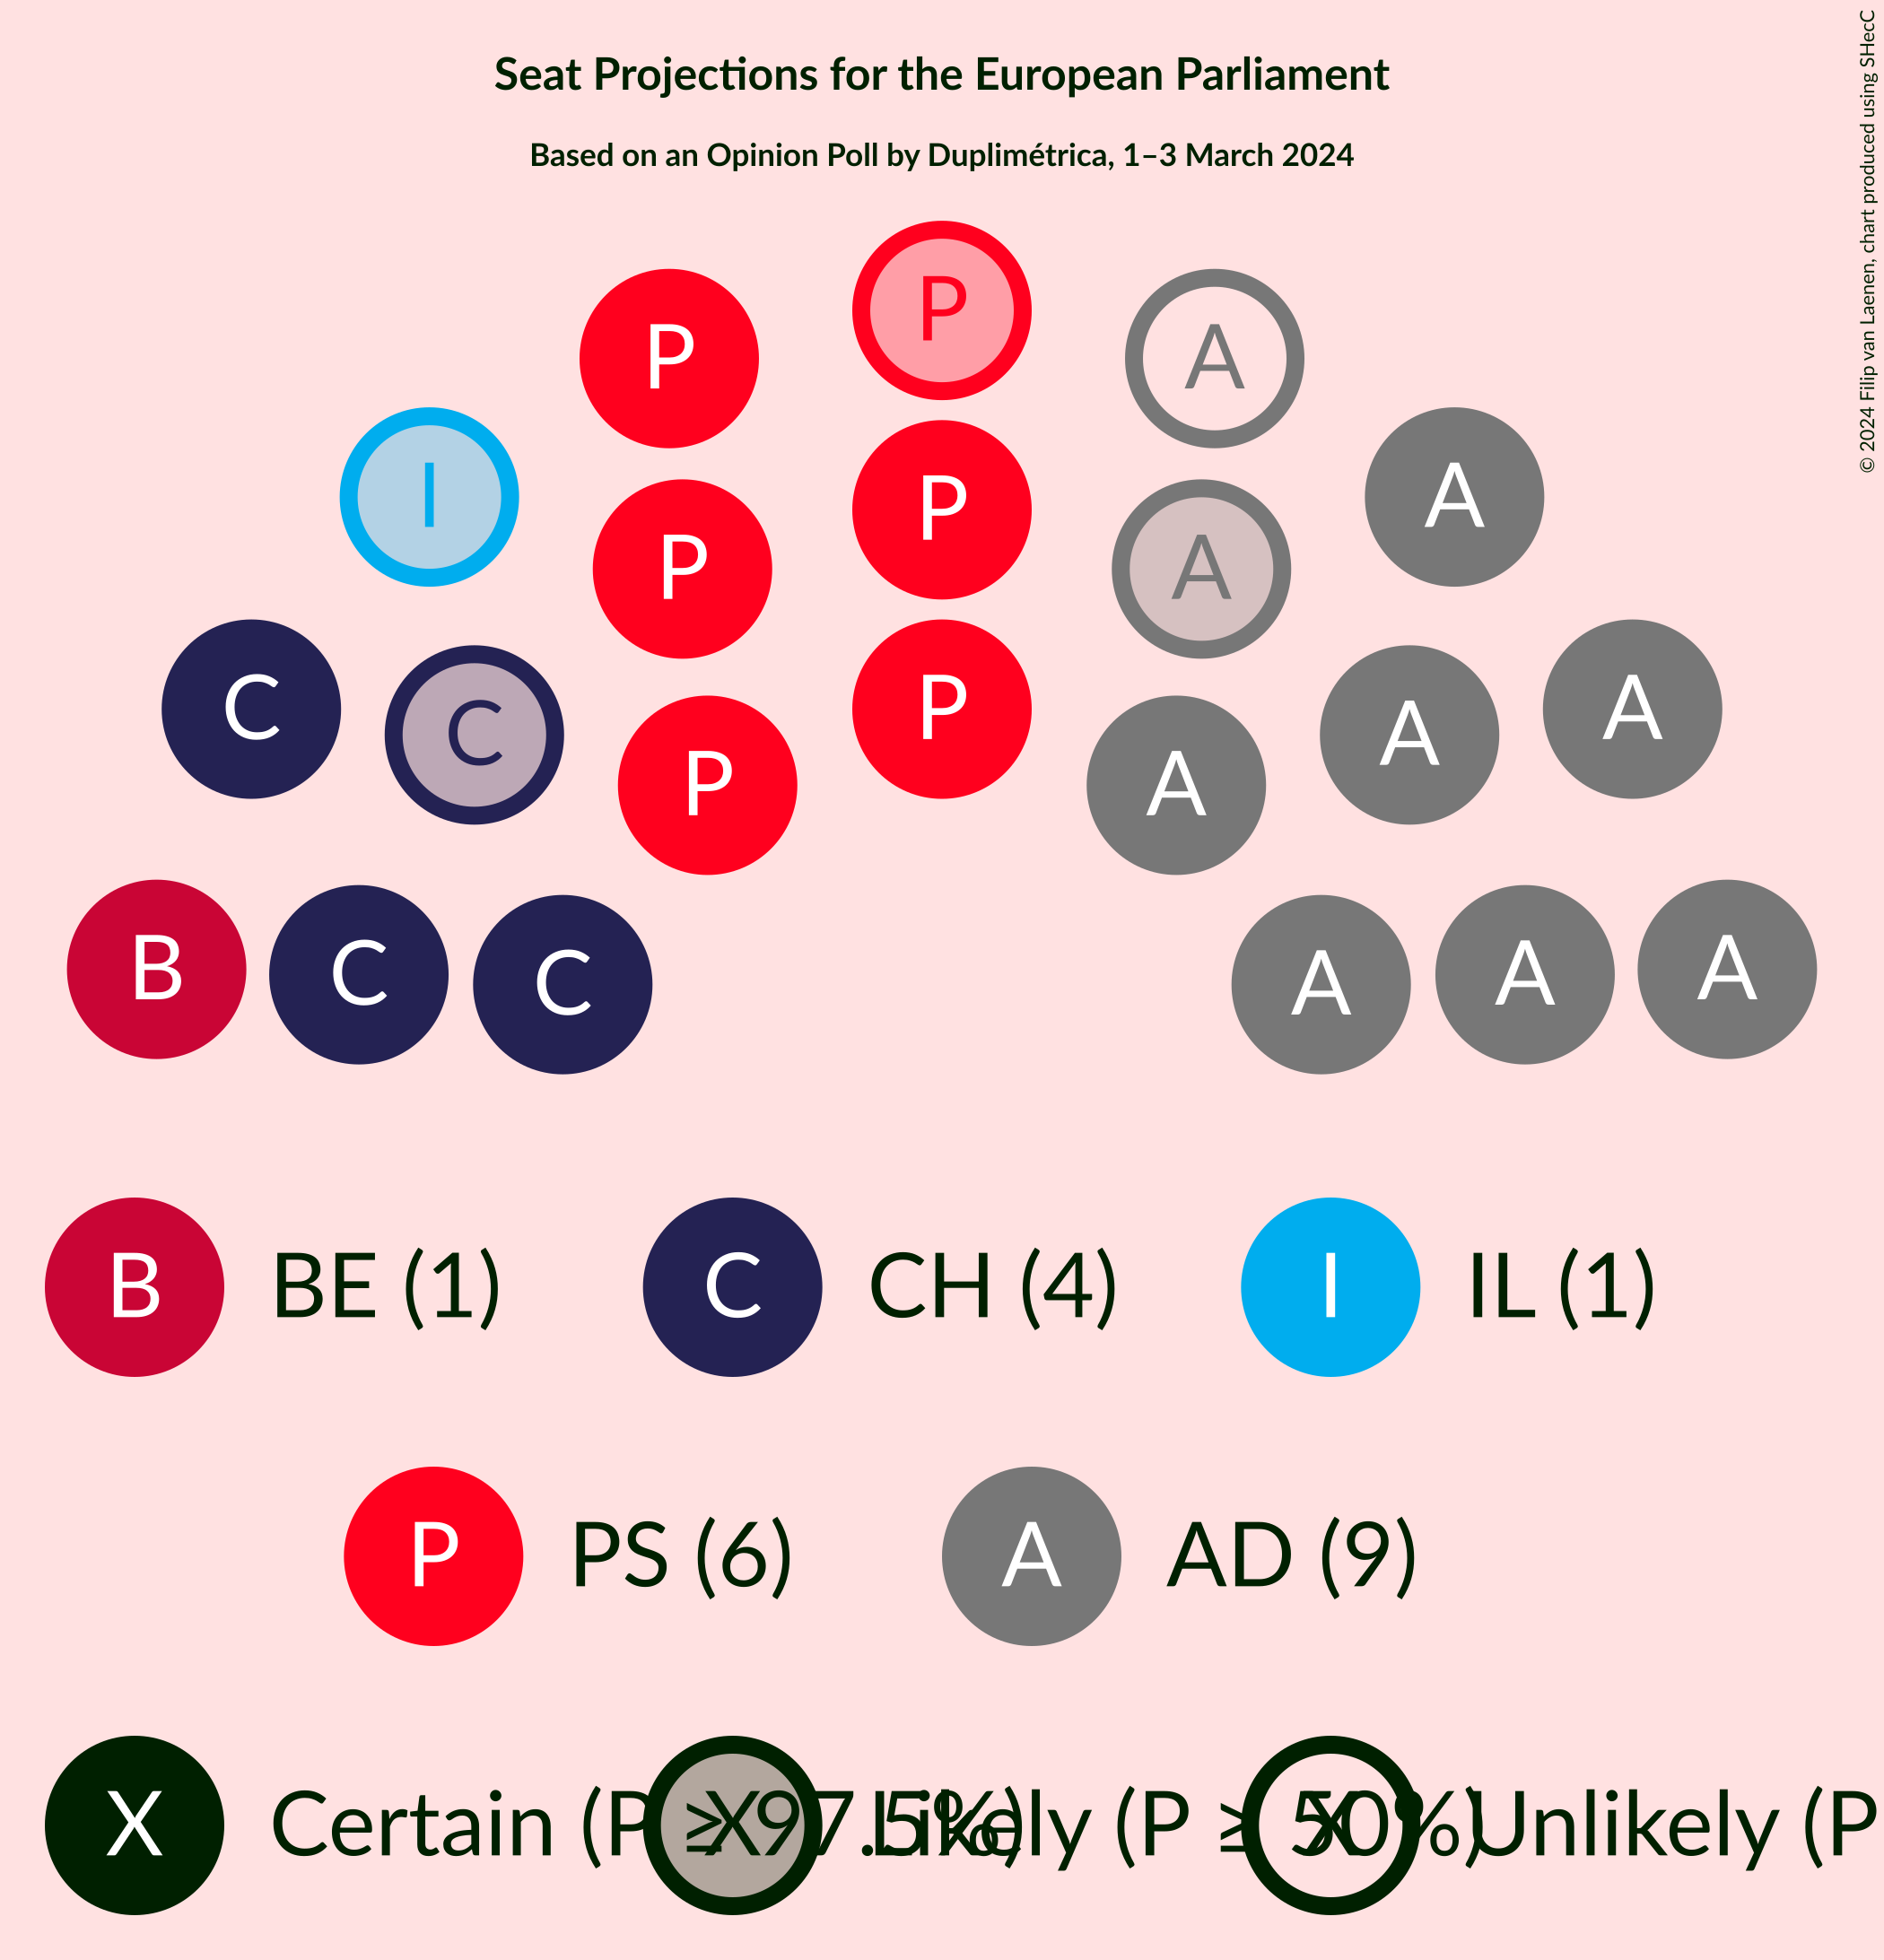 Seat Projections for the European Parliament
Based on an Opinion Poll by Duplimétrica, 1–3 March 2024
© 2024 Filip van Laenen, chart produced using SHecC
P
P
A
I
A
P
P
A
C
C
P
P
A
A
A
B
C
C
A
A
A
B BE (1) C CH (4) I IL (1)
P PS (6) A AD (9)
X Certain (P ≥ 97.5%) X Likely (P ≥ 50%) X Unlikely (P